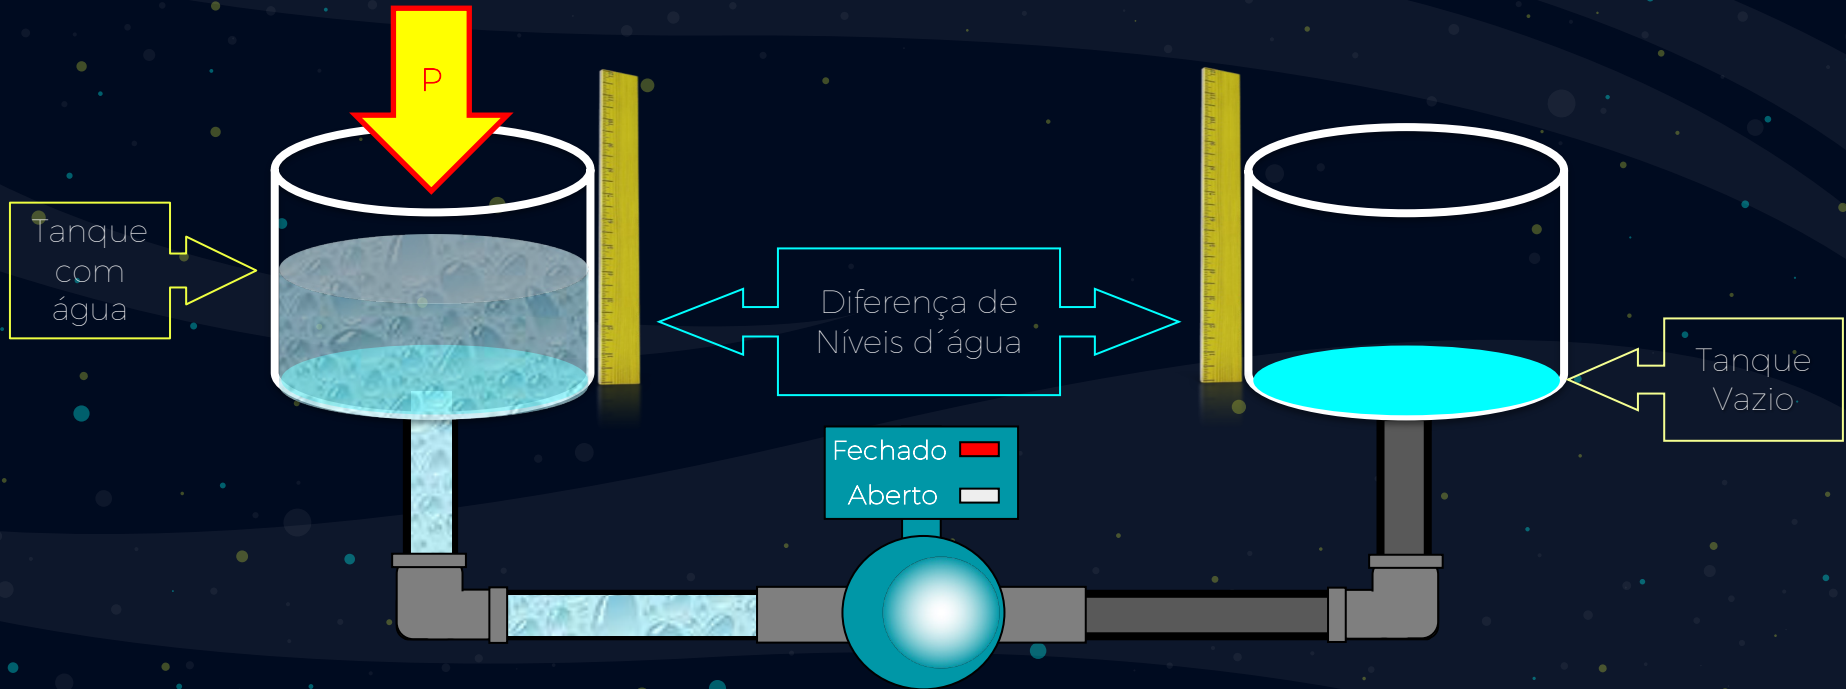 P
Tanque
com
água
Diferença de
Níveis d´água
Tanque
Vazio
Fechado
Aberto